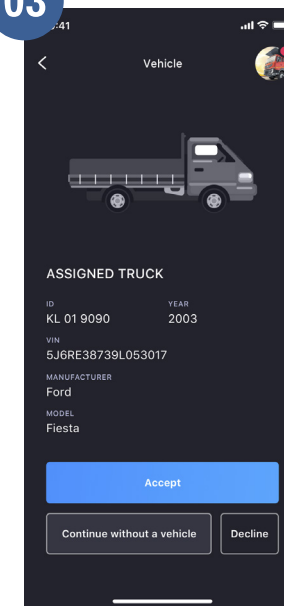 03
:41
Vehicle
ASSIGNED TRUCK
ID YEAR
KL 01 9090 2003
VIN
5J6RE38739L053017
MANUFACTURER
Ford
MODEL
Fiesta
Accept
Continue without a vehicle Decline